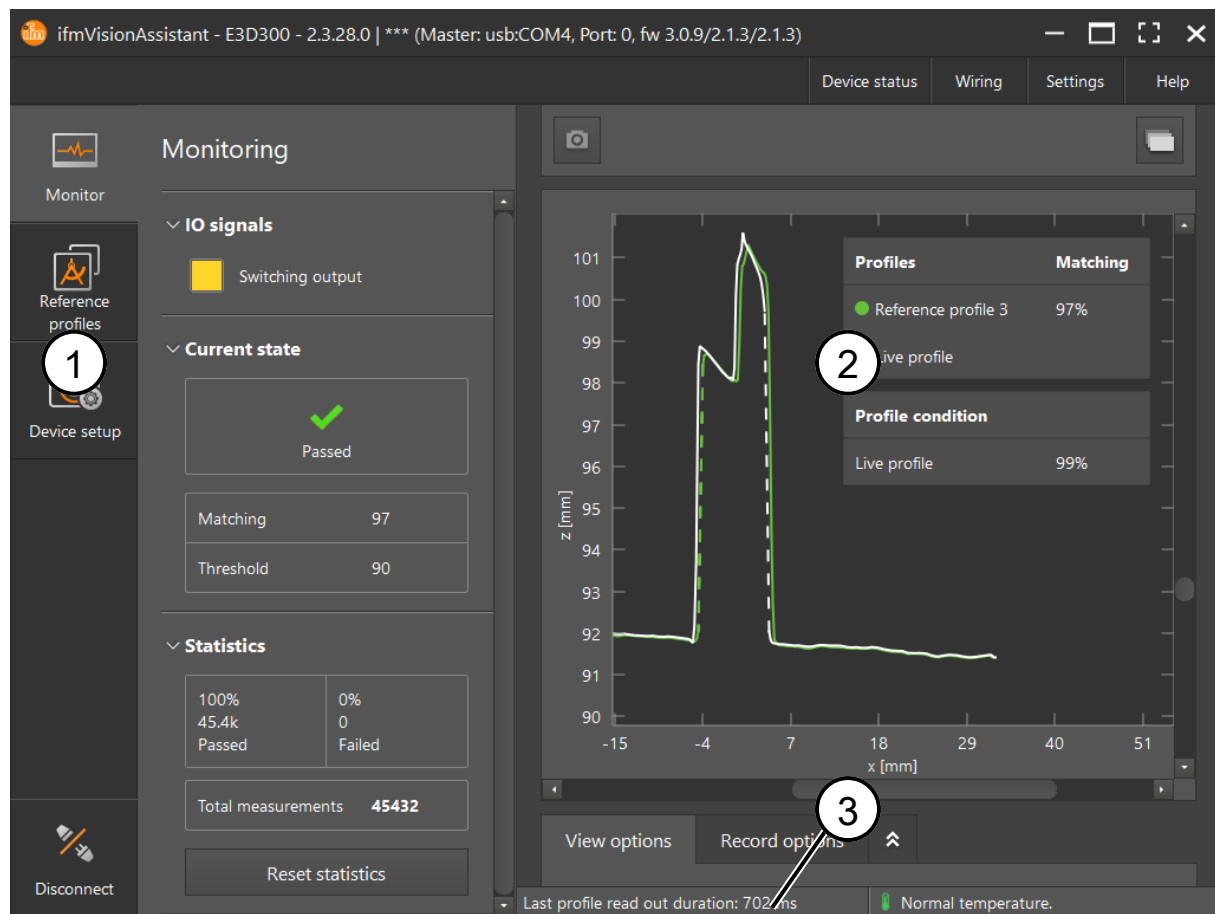 ifmVisionAssistant - E3D300 - 2.3.28.0 | *** (Master: usb:COM4, Port: 0, fw 3.0.9/2.1.3/2.1.3)
Device status Wiring Settings Help
Monitor
Reference
profiles
1
Device setup
Disconnect
Monitoring
IO signals
Switching output
Current state
Passed
Matching 97
Threshold 90
Statistics
100% 0%
45.4k 0
Passed Failed
Total measurements 45432
Reset statistics
z [mm]
101
100
99
98
97
96
95
94
93
92
91
90
-15 -4 7 18 29 40 51
x [mm]
Profiles Matching
Reference profile 3 97%
2
Live profile
Profile condition
Live profile 99%
3
View options Record options
Last profile read out duration: 702 ms
Normal temperature.